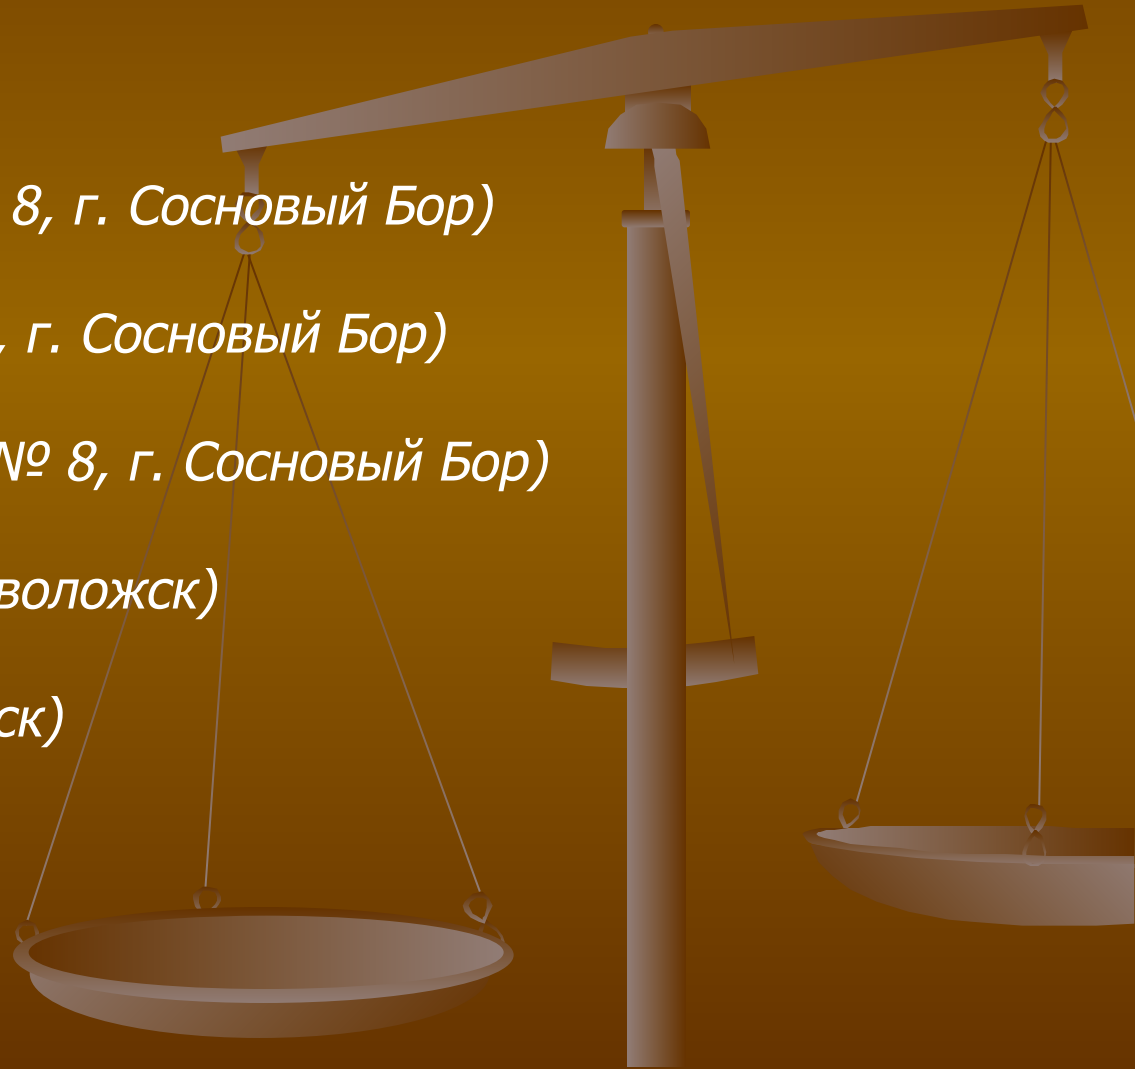 8, г. Сосновый Бор)
, г. Сосновый Бор)
№ 8, г. Сосновый Бор)
воложск)
ск)